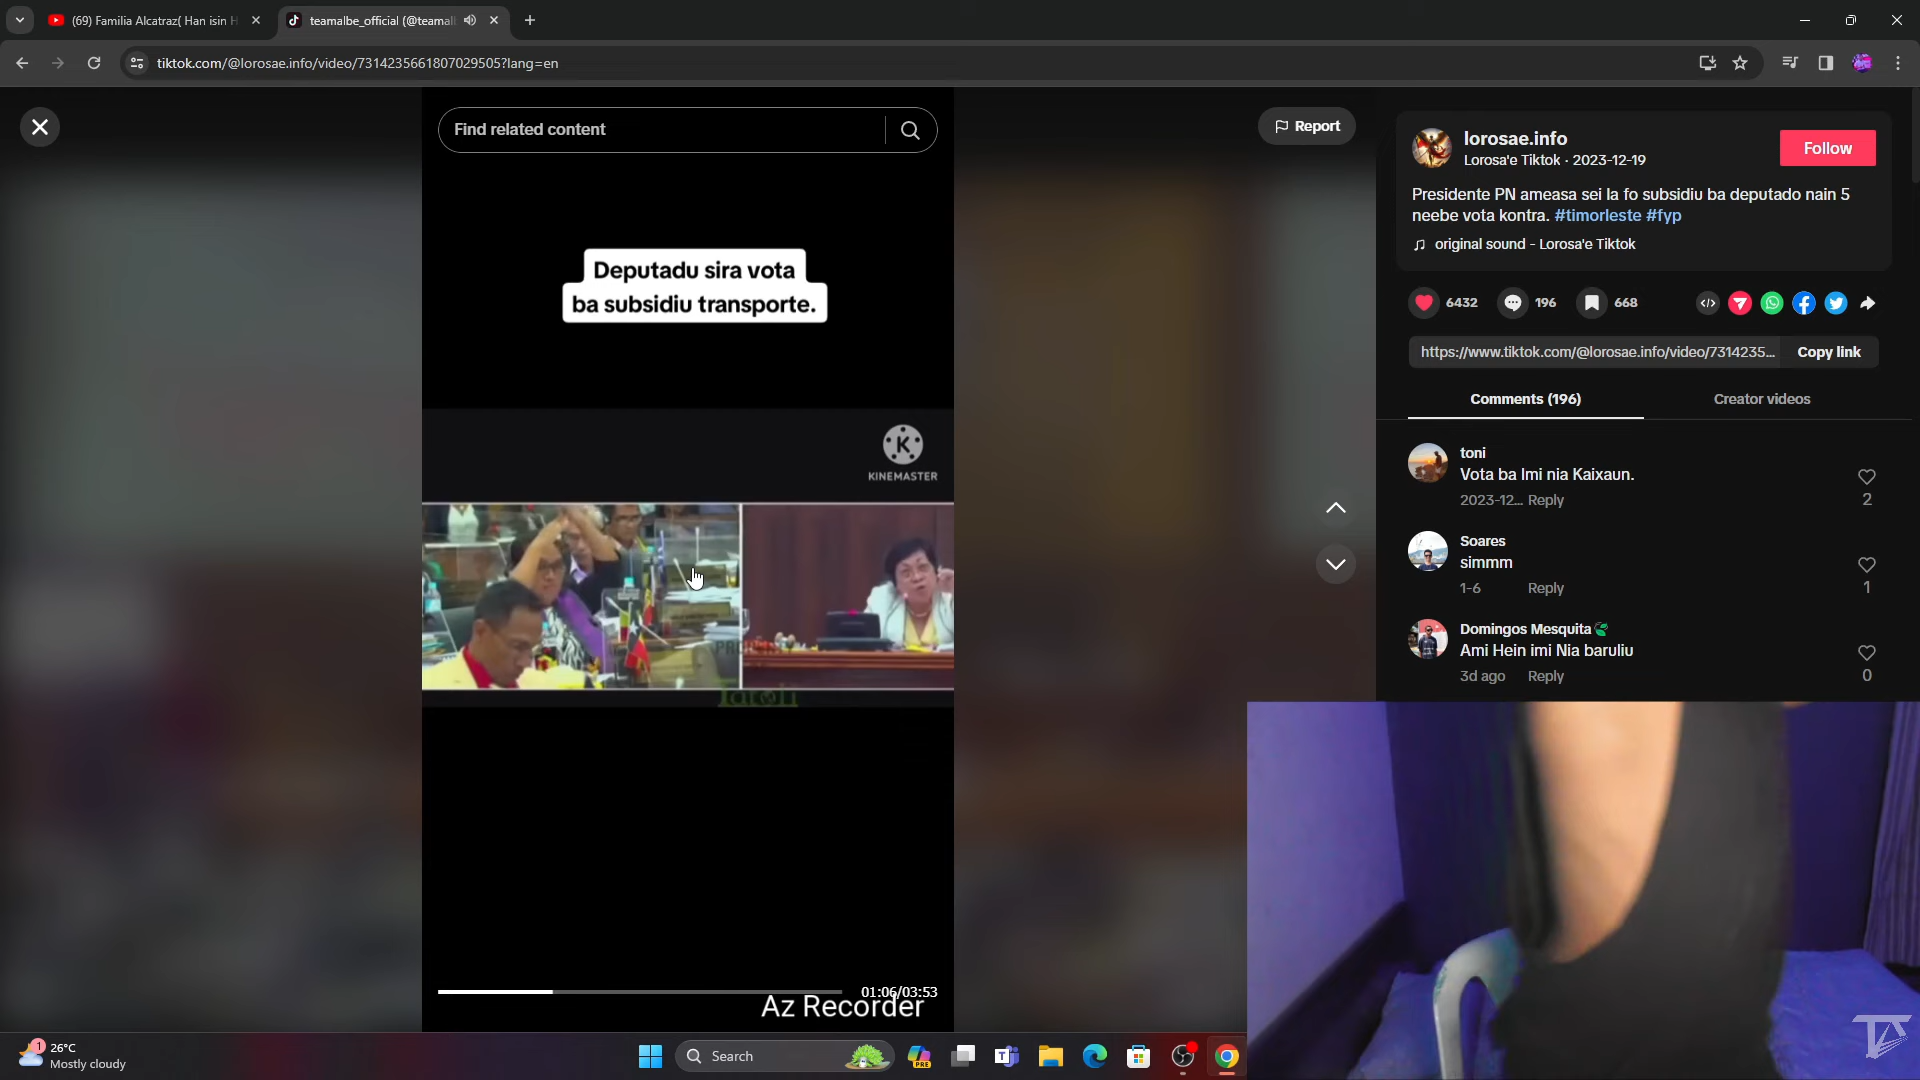 (69) Familia Alcatraz( Han isin H
teamalbe_official (@teamalb
tiktok.com/@lorosae.info/video/7314235661807029505?lang=en
Find related content
Report
Deputadu sira vota
ba subsidiu transporte.
K
KINEMASTER
01:06/03:53
Az Recorder
lorosae.info
Lorosa'e Tiktok · 2023-12-19
Follow
Presidente PN ameasa sei la fo subsidiu ba deputado nain 5
neebe vota kontra. #timorleste #fyp
original sound - Lorosa'e Tiktok
6432
196
668
https://www.tiktok.com/@lorosae.info/video/7314235...
Copy link
Comments (196)
Creator videos
toni
Vota ba Imi nia Kaixaun.
2023-12... Reply
2
Soares
simmm
1-6 Reply
1
Domingos Mesquita
Ami Hein imi Nia baruliu
3d ago Reply
0
1
26°C
Mostly cloudy
Search
PRE